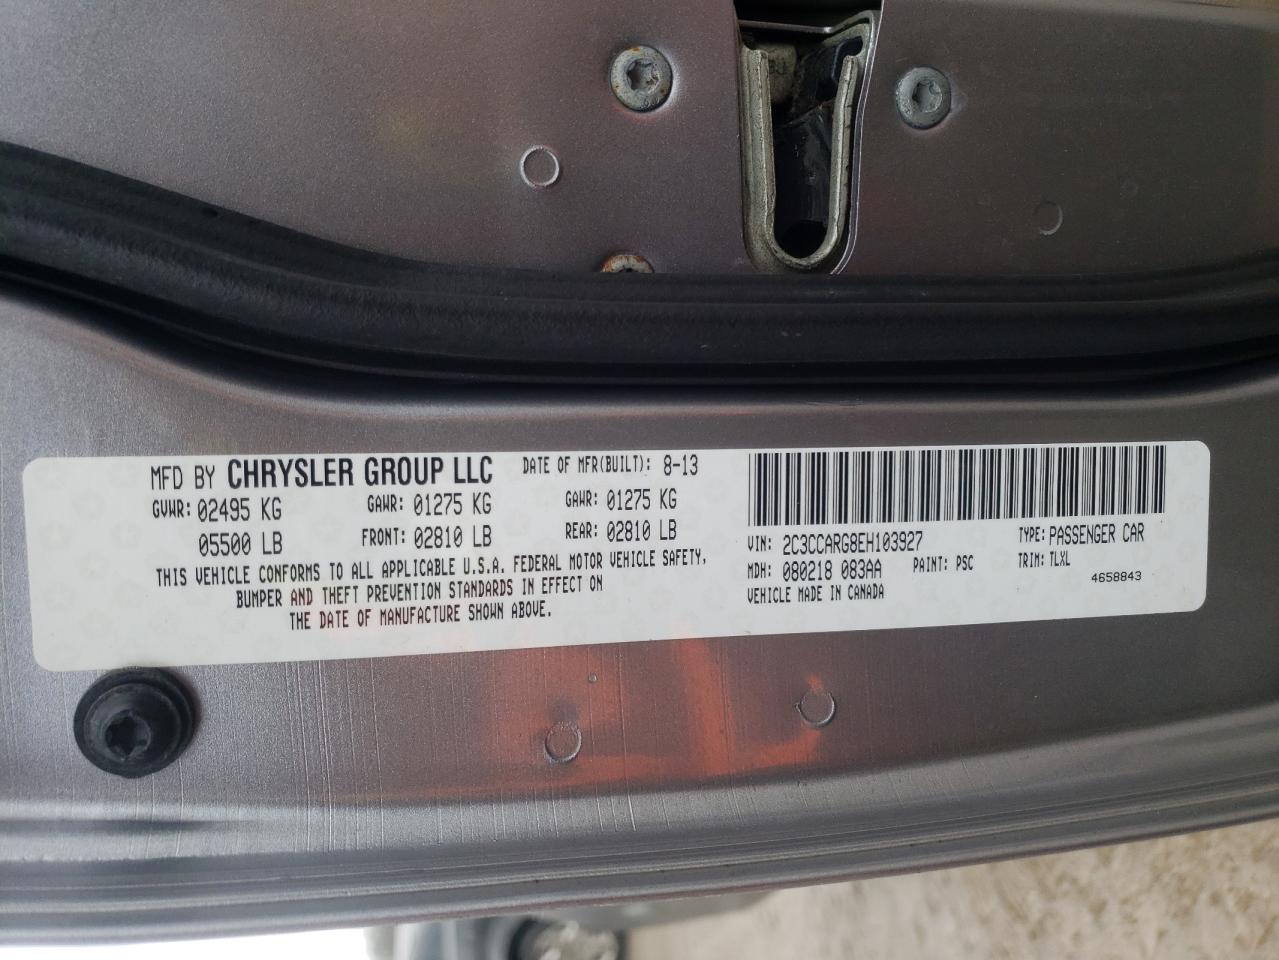 MFD BY CHRYSLER GROUP LLC DATE OF MFR(BUILT): 8-13
GVWR: 02495 KG GAWR: 01275 KG GAWR: 01275 KG
05500 LB FRONT: 02810 LB REAR: 02810 LB
THIS VEHICLE CONFORMS TO ALL APPLICABLE U.S.A. FEDERAL MOTOR VEHICLE SAFETY,
BUMPER AND THEFT PREVENTION STANDARDS IN EFFECT ON
THE DATE OF MANUFACTURE SHOWN ABOVE.
VIN: 2C3CCARG8EH103927 TYPE: PASSENGER CAR
MDH: 080218 083AA PAINT: PSC TRIM: TLXL
VEHICLE MADE IN CANADA 4658843